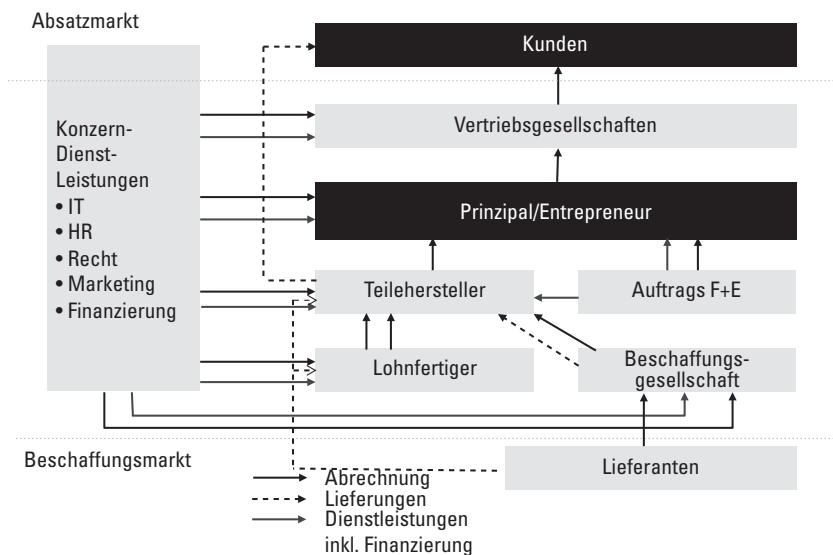 Absatzmarkt
Kunden
Konzern-
Dienst-
Leistungen
• IT
• HR
• Recht
• Marketing
• Finanzierung
Vertriebsgesellschaften
Prinzipal/Entrepreneur
Teilehersteller
Auftrags F+E
Lohnfertiger
Beschaffungs-
gesellschaft
Beschaffungsmarkt
Lieferanten
Abrechnung
Lieferungen
Dienstleistungen
inkl. Finanzierung